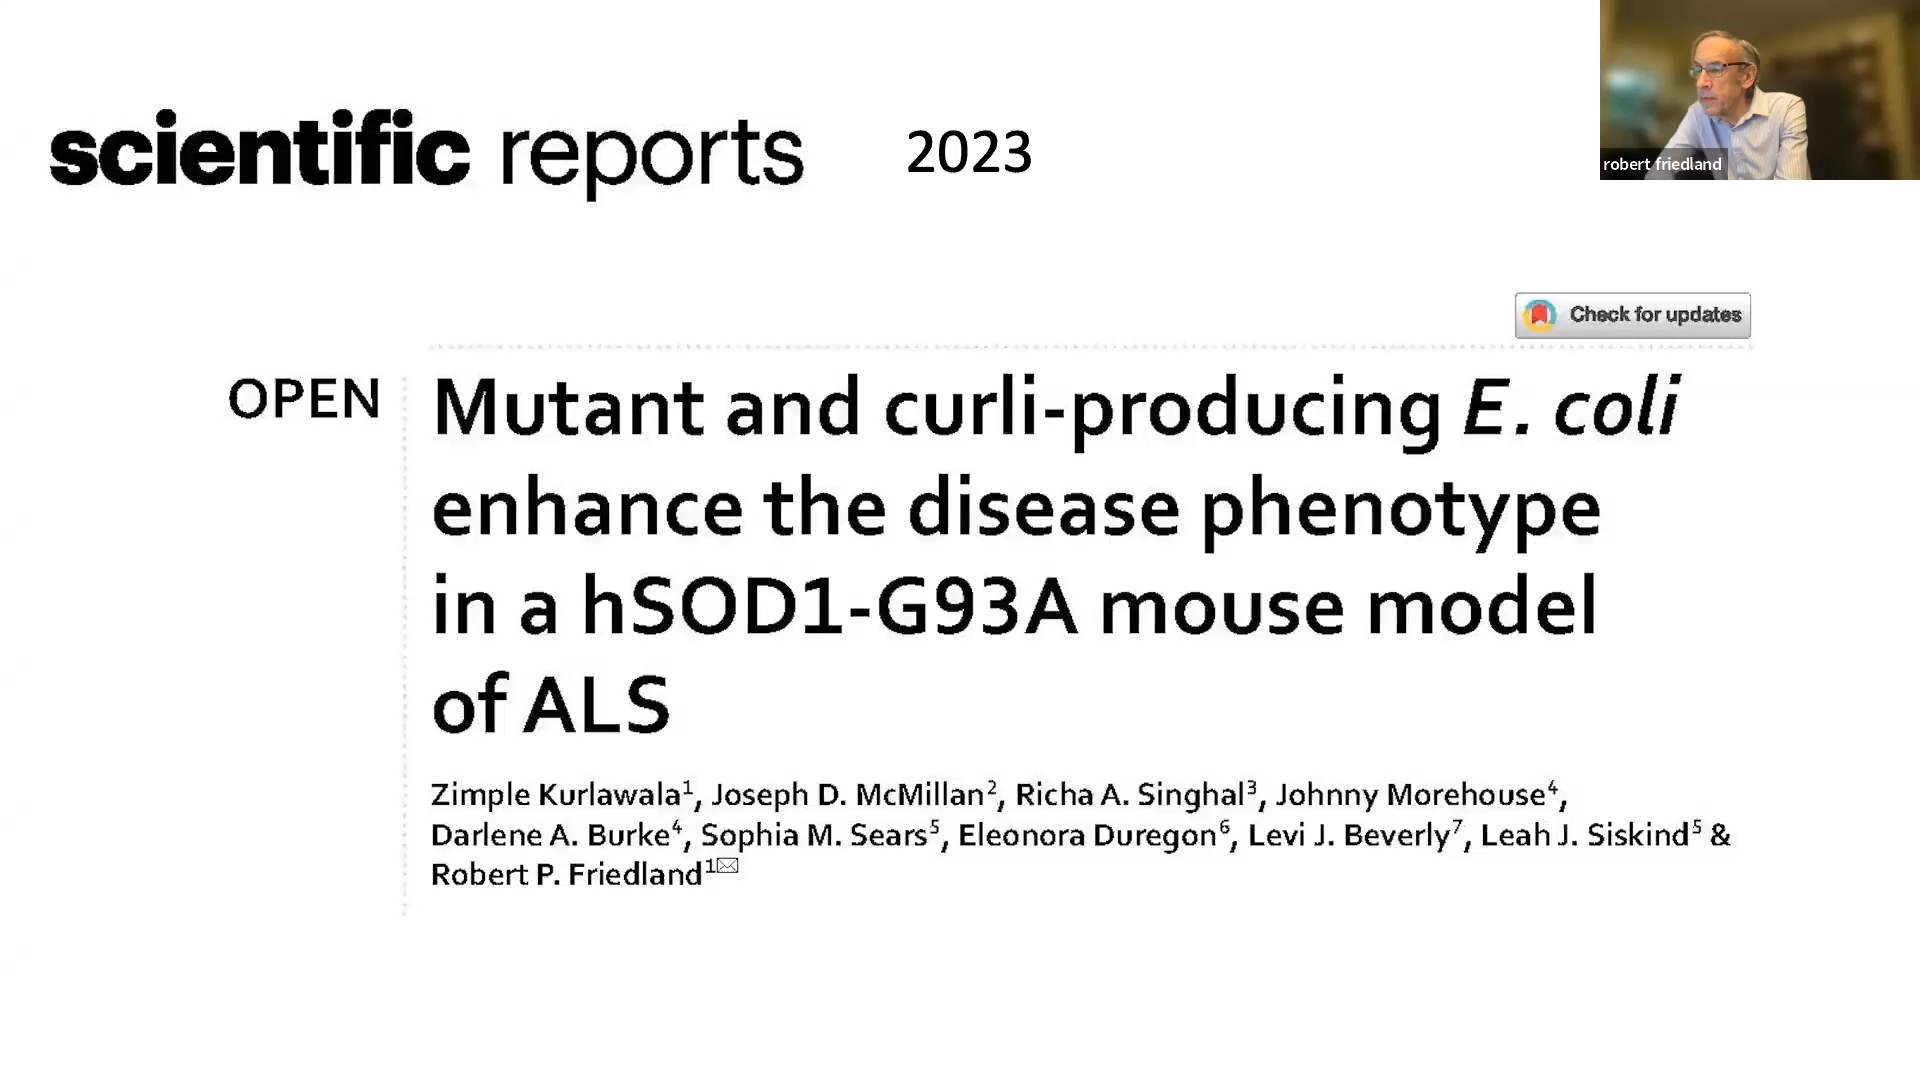 scientific reports 2023
robert friedland
Check for updates
OPEN
Mutant and curli-producing E. coli
enhance the disease phenotype
in a hSOD1-G93A mouse model
of ALS
Zimple Kurlawala¹, Joseph D. McMillan², Richa A. Singhal³, Johnny Morehouse⁴,
Darlene A. Burke⁴, Sophia M. Sears⁵, Eleonora Duregon⁶, Levi J. Beverly⁷, Leah J. Siskind⁵ &
Robert P. Friedland¹✉